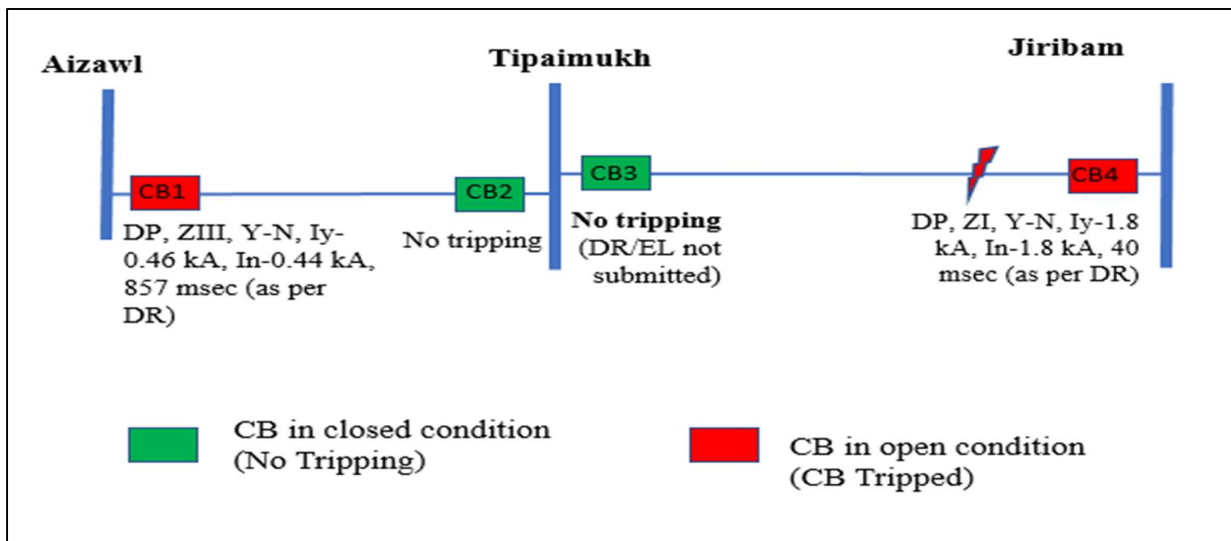 Aizawl
Tipaimukh
Jiribam
CB1
CB2
CB3
CB4
DP, ZIII, Y-N, Iy-
0.46 kA, In-0.44 kA,
857 msec (as per
DR)
No tripping
No tripping
(DR/EL not
submitted)
DP, ZI, Y-N, Iy-1.8
kA, In-1.8 kA, 40
msec (as per DR)
CB in closed condition
(No Tripping)
CB in open condition
(CB Tripped)